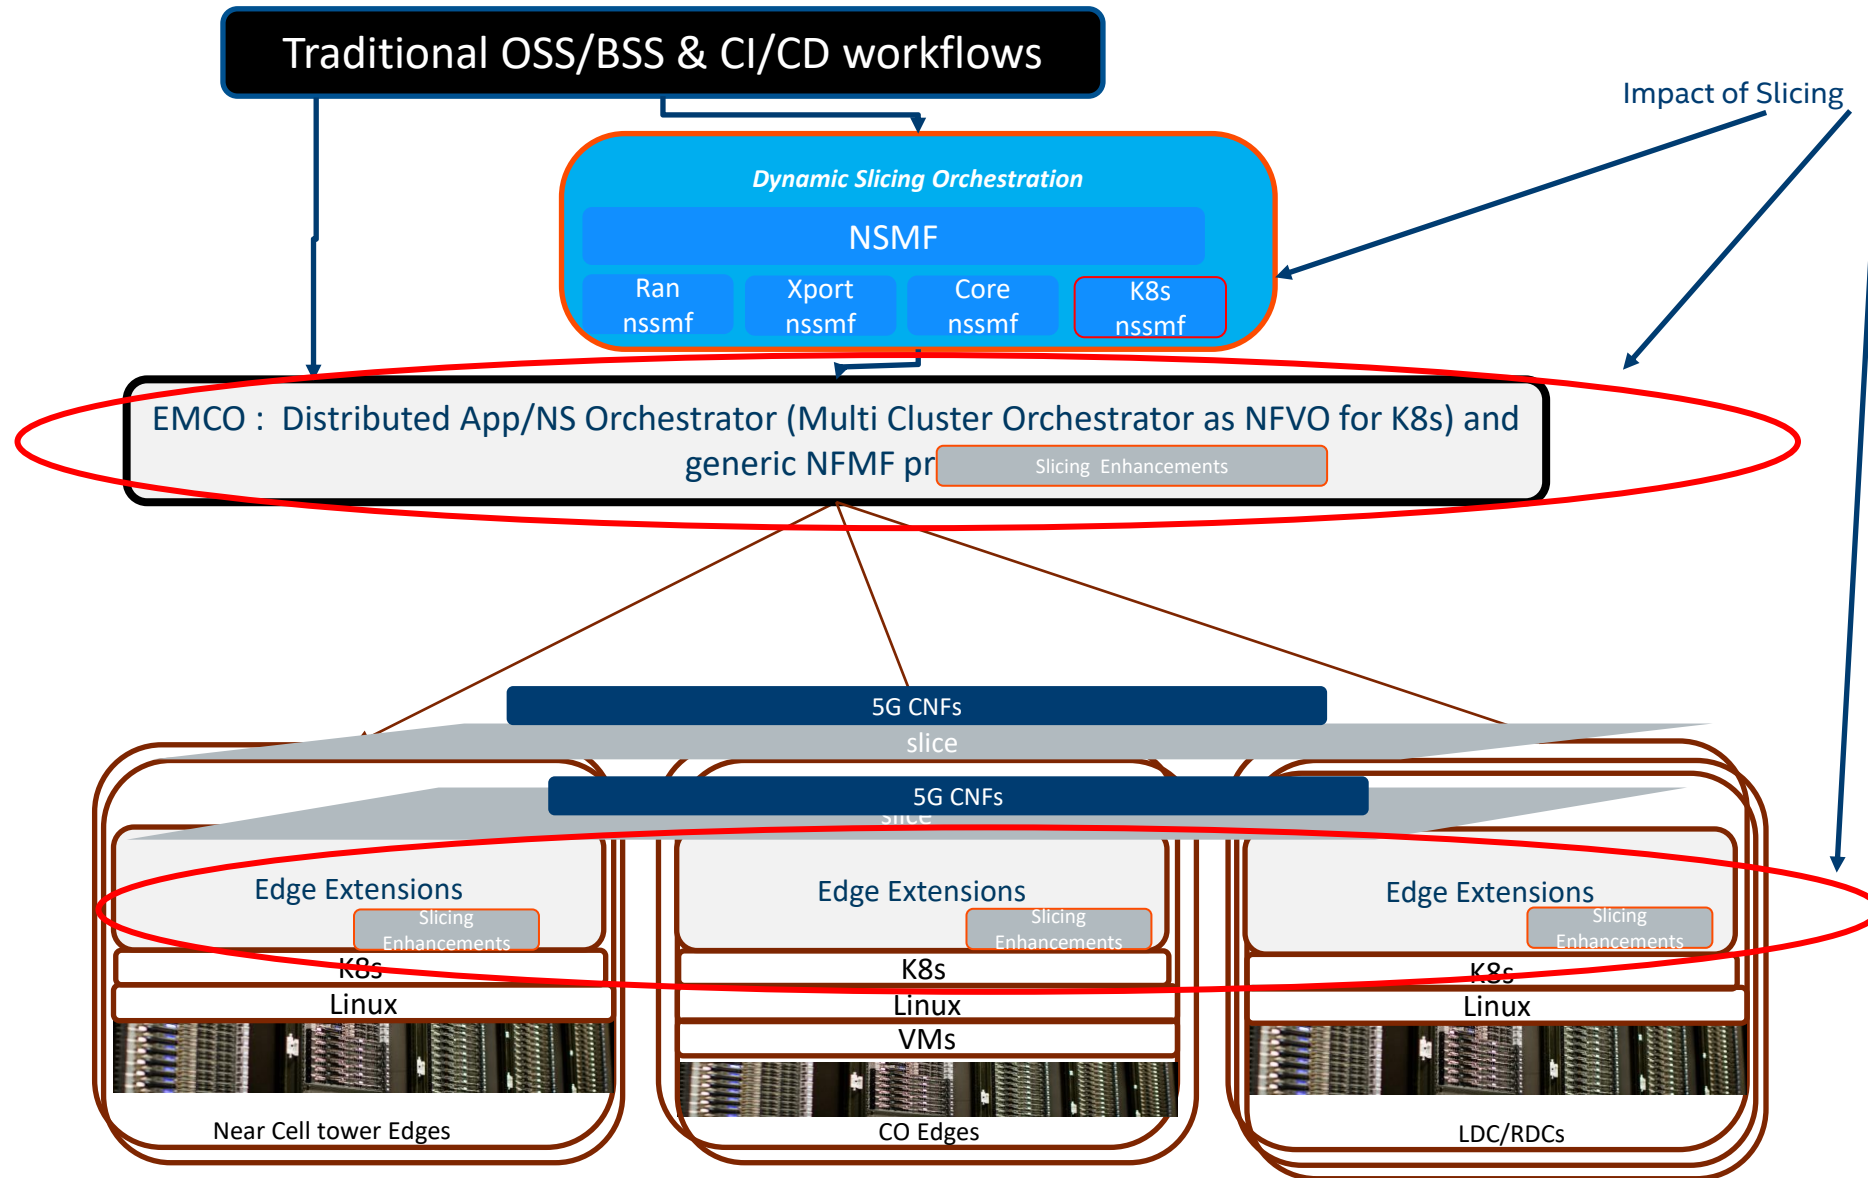 Traditional OSS/BSS & CI/CD workflows
Impact of Slicing
Dynamic Slicing Orchestration
NSMF
Ran
nssmf
Xport
nssmf
Core
nssmf
K8s
nssmf
EMCO : Distributed App/NS Orchestrator (Multi Cluster Orchestrator as NFVO for K8s) and
generic NFMF pr
Slicing Enhancements
5G CNFs
slice
5G CNFs
slice
Edge Extensions
Slicing
Enhancements
K8s
Linux
Near Cell tower Edges
Edge Extensions
Slicing
Enhancements
K8s
Linux
VMs
CO Edges
Edge Extensions
Slicing
Enhancements
K8s
Linux
LDC/RDCs